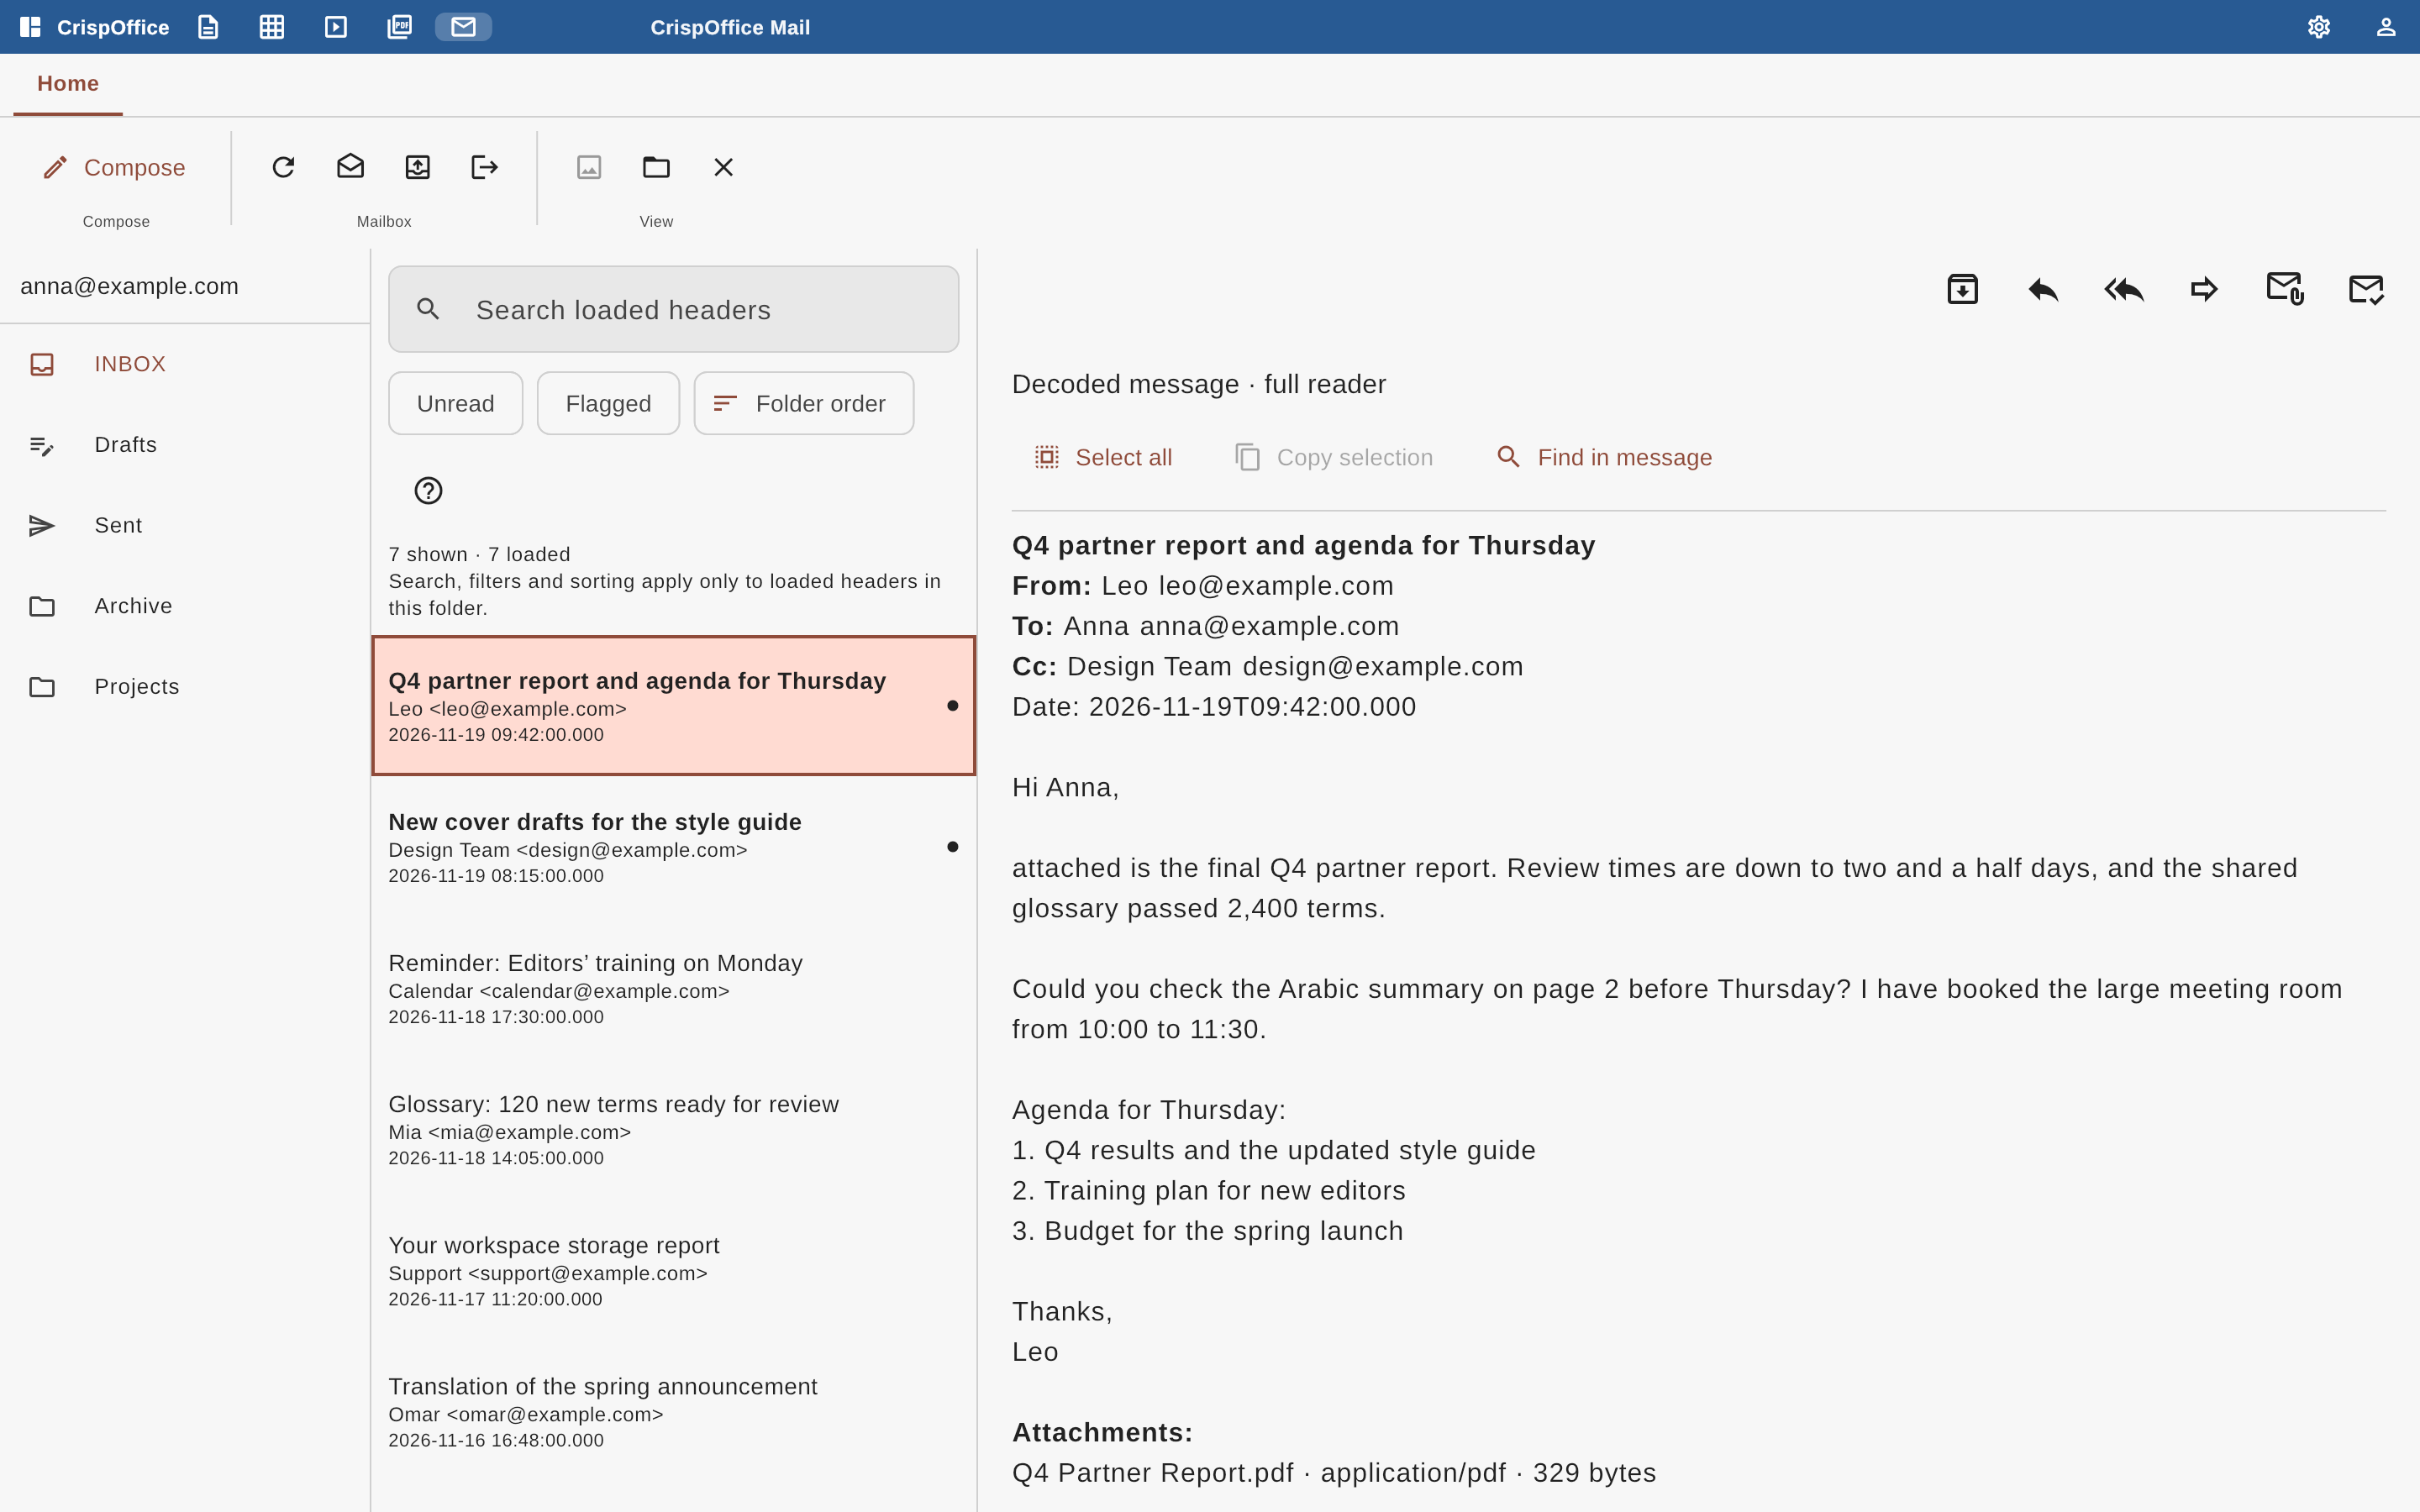 CrispOffice
CrispOffice Mail
Home
Compose
Compose
Mailbox
View
anna@example.com
INBOX
Drafts
Sent
Archive
Projects
Search loaded headers
Unread
Flagged
Folder order
7 shown · 7 loaded
Search, filters and sorting apply only to loaded headers in
this folder.
Q4 partner report and agenda for Thursday
Leo <leo@example.com>
2026-11-19 09:42:00.000
New cover drafts for the style guide
Design Team <design@example.com>
2026-11-19 08:15:00.000
Reminder: Editors’ training on Monday
Calendar <calendar@example.com>
2026-11-18 17:30:00.000
Glossary: 120 new terms ready for review
Mia <mia@example.com>
2026-11-18 14:05:00.000
Your workspace storage report
Support <support@example.com>
2026-11-17 11:20:00.000
Translation of the spring announcement
Omar <omar@example.com>
2026-11-16 16:48:00.000
Decoded message · full reader
Select all
Copy selection
Find in message
Q4 partner report and agenda for Thursday
From: Leo leo@example.com
To: Anna anna@example.com
Cc: Design Team design@example.com
Date: 2026-11-19T09:42:00.000
Hi Anna,
attached is the final Q4 partner report. Review times are down to two and a half days, and the shared
glossary passed 2,400 terms.
Could you check the Arabic summary on page 2 before Thursday? I have booked the large meeting room
from 10:00 to 11:30.
Agenda for Thursday:
1. Q4 results and the updated style guide
2. Training plan for new editors
3. Budget for the spring launch
Thanks,
Leo
Attachments:
Q4 Partner Report.pdf · application/pdf · 329 bytes